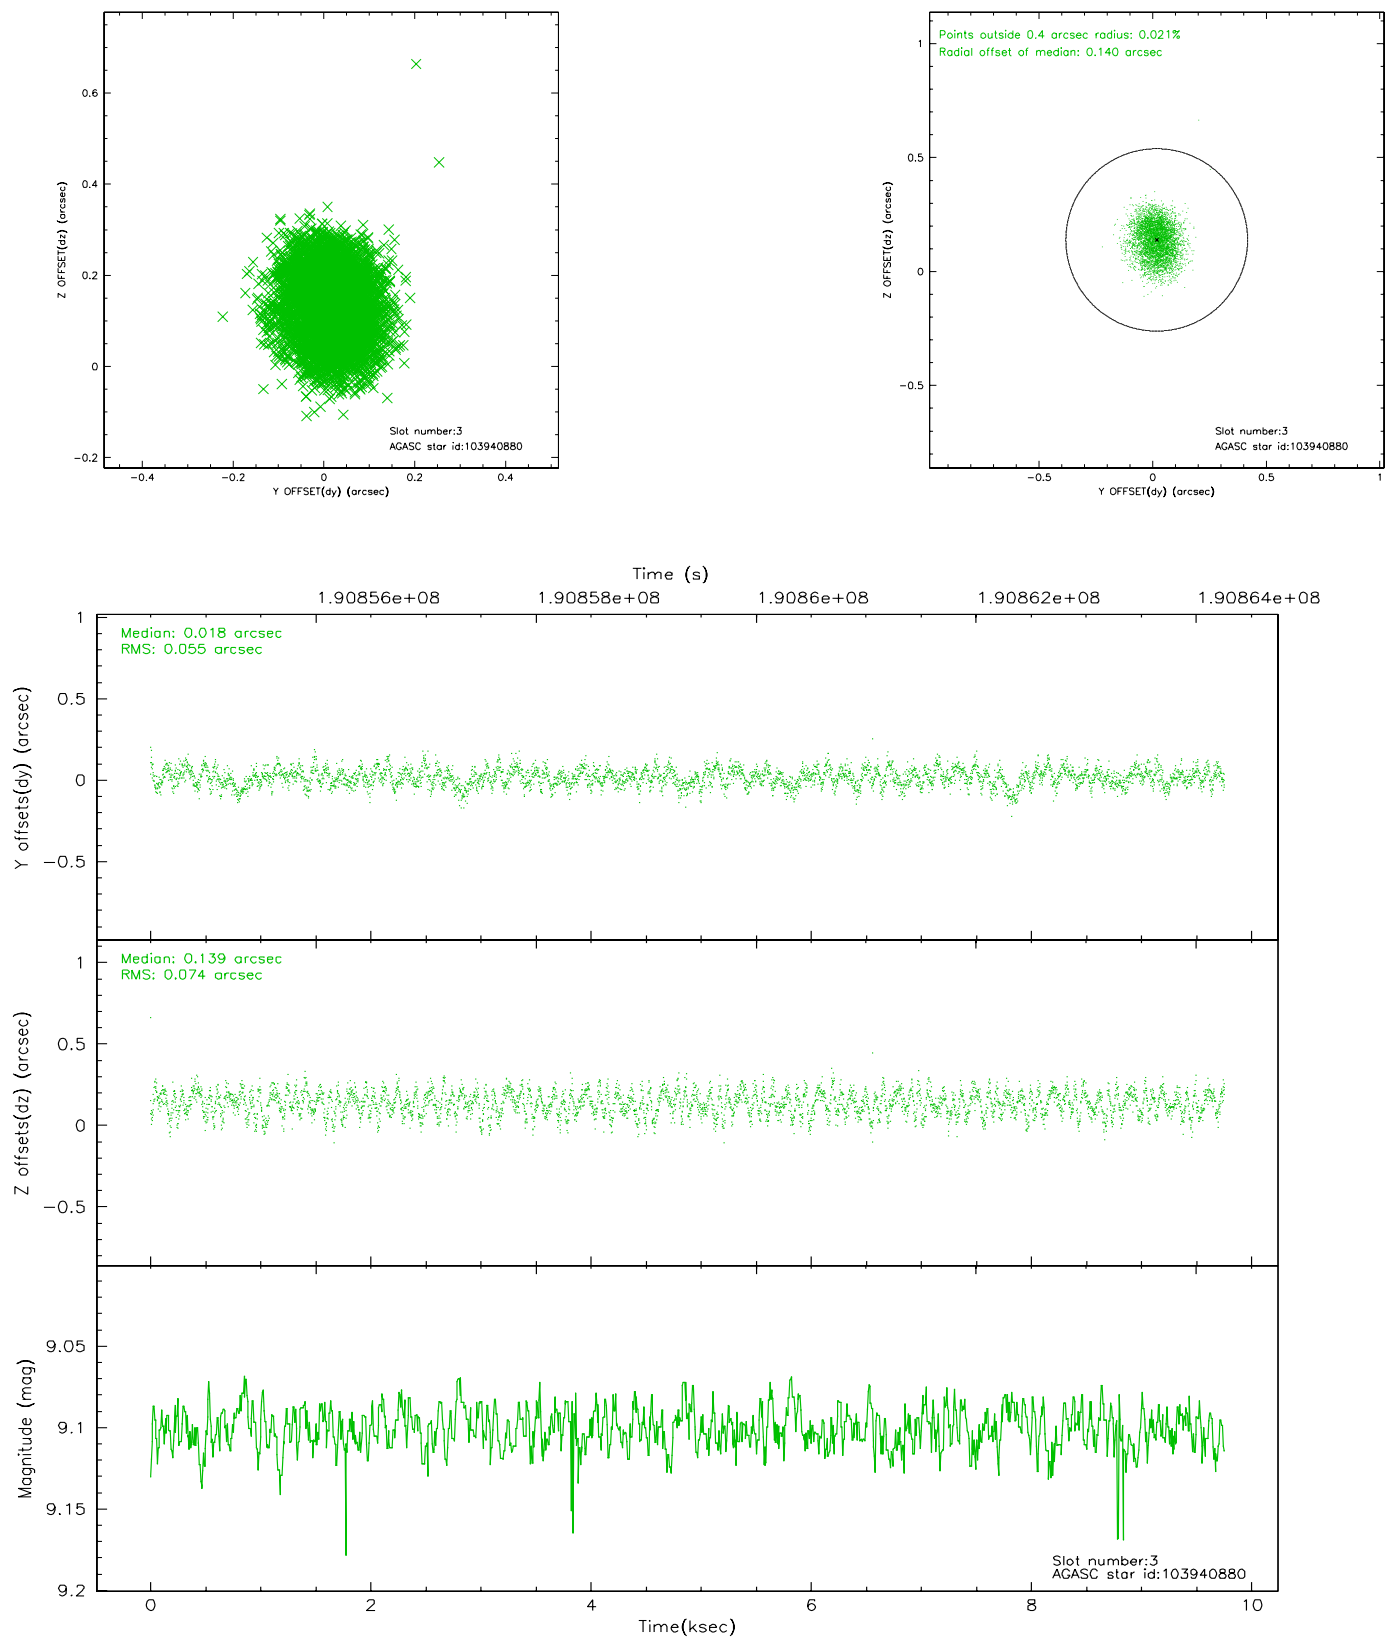 0.6
0.4
0.2
0
−0.2
Z OFFSET(dz) (arcsec)
−0.4
−0.2
0
0.2
0.4
Y OFFSET(dy) (arcsec)
Slot number:3
AGASC star id:103940880
Points outside 0.4 arcsec radius: 0.021%
Radial offset of median: 0.140 arcsec
1
0.5
0
−0.5
Z OFFSET(dz) (arcsec)
−0.5
0
0.5
1
Y OFFSET(dy) (arcsec)
Slot number:3
AGASC star id:103940880
Time (s)
1.90856e+08
1.90858e+08
1.9086e+08
1.90862e+08
1.90864e+08
Median: 0.018 arcsec
RMS: 0.055 arcsec
1
0.5
0
−0.5
Y offsets(dy) (arcsec)
Median: 0.139 arcsec
RMS: 0.074 arcsec
1
0.5
0
−0.5
Z offsets(dz) (arcsec)
9.05
9.1
9.15
9.2
Magnitude (mag)
Slot number:3
AGASC star id:103940880
0
2
4
6
8
10
Time(ksec)